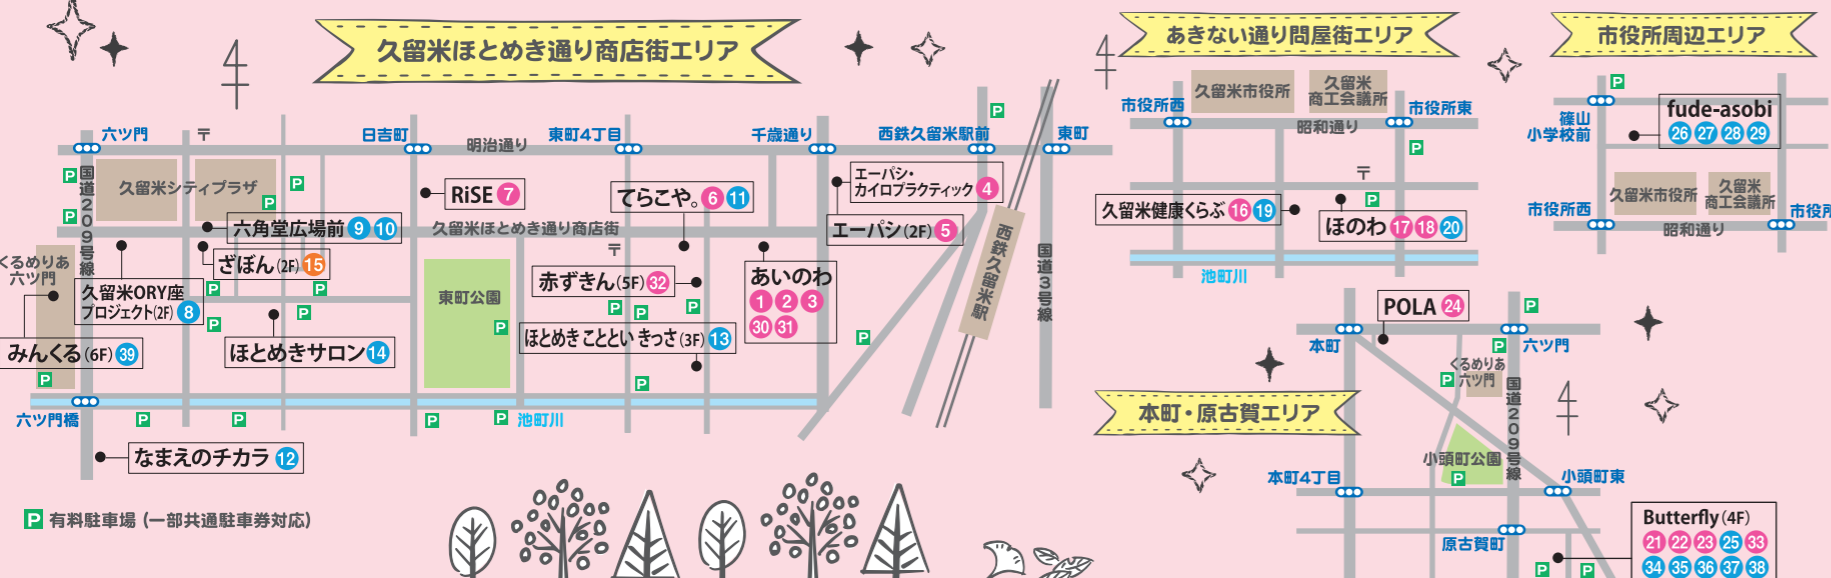 久留米ほとめき通り商店街エリア
六ツ門
〒
日吉町
明治通り
東町4丁目
千歳通り
西鉄久留米駅前
東町
P
国道209号線
久留米シティプラザ
P
P
P
P
RiSE 7
てらこや。6 11
エーパシ・
カイロプラクティック 4
六角堂広場前 9 10
久留米ほとめき通り商店街
エーパシ(2F) 5
〒
くるめりあ
六ツ門
ざぼん(2F) 15
西鉄久留米駅
国道3号線
久留米ORY座
プロジェクト(2F) 8
P
P
P
P
東町公園
P
赤ずきん(5F) 32
P
P
P
あいのわ
1 2 3
30 31
みんくる(6F) 39
ほとめきサロン 14
ほとめき ことといきっさ(3F) 13
P
P
P
六ツ門橋
P
P
P
P
池町川
なまえのチカラ 12
P 有料駐車場 (一部共通駐車券対応)
あきない通り問屋街エリア
市役所西
久留米市役所
久留米
商工会議所
市役所東
昭和通り
P
〒
P
久留米健康くらぶ 16 19
ほのわ 17 18 20
池町川
市役所周辺エリア
P
篠山
小学校前
fude-asobi
26 27 28 29
久留米市役所
久留米
商工会議所
市役所西
市役所
昭和通り
POLA 24
P
本町
六ツ門
P
くるめりあ
六ツ門
P
国道209号線
本町・原古賀エリア
小頭町公園
P
本町4丁目
小頭町東
原古賀町
Butterfly(4F)
21 22 23 25 33
34 35 36 37 38
P
P